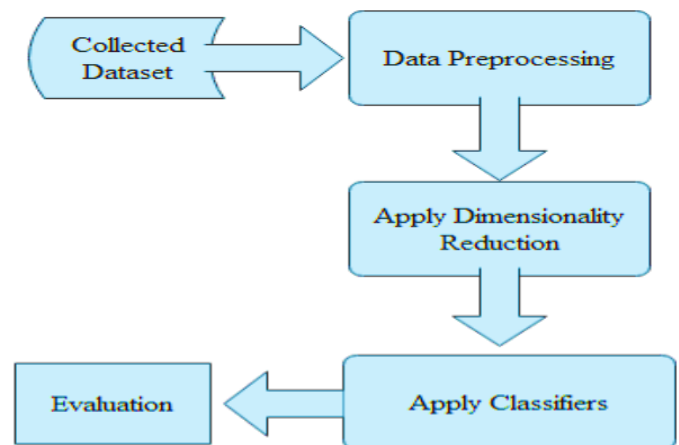 Collected
Dataset
Data Preprocessing
Apply Dimensionality
Reduction
Apply Classifiers
Evaluation